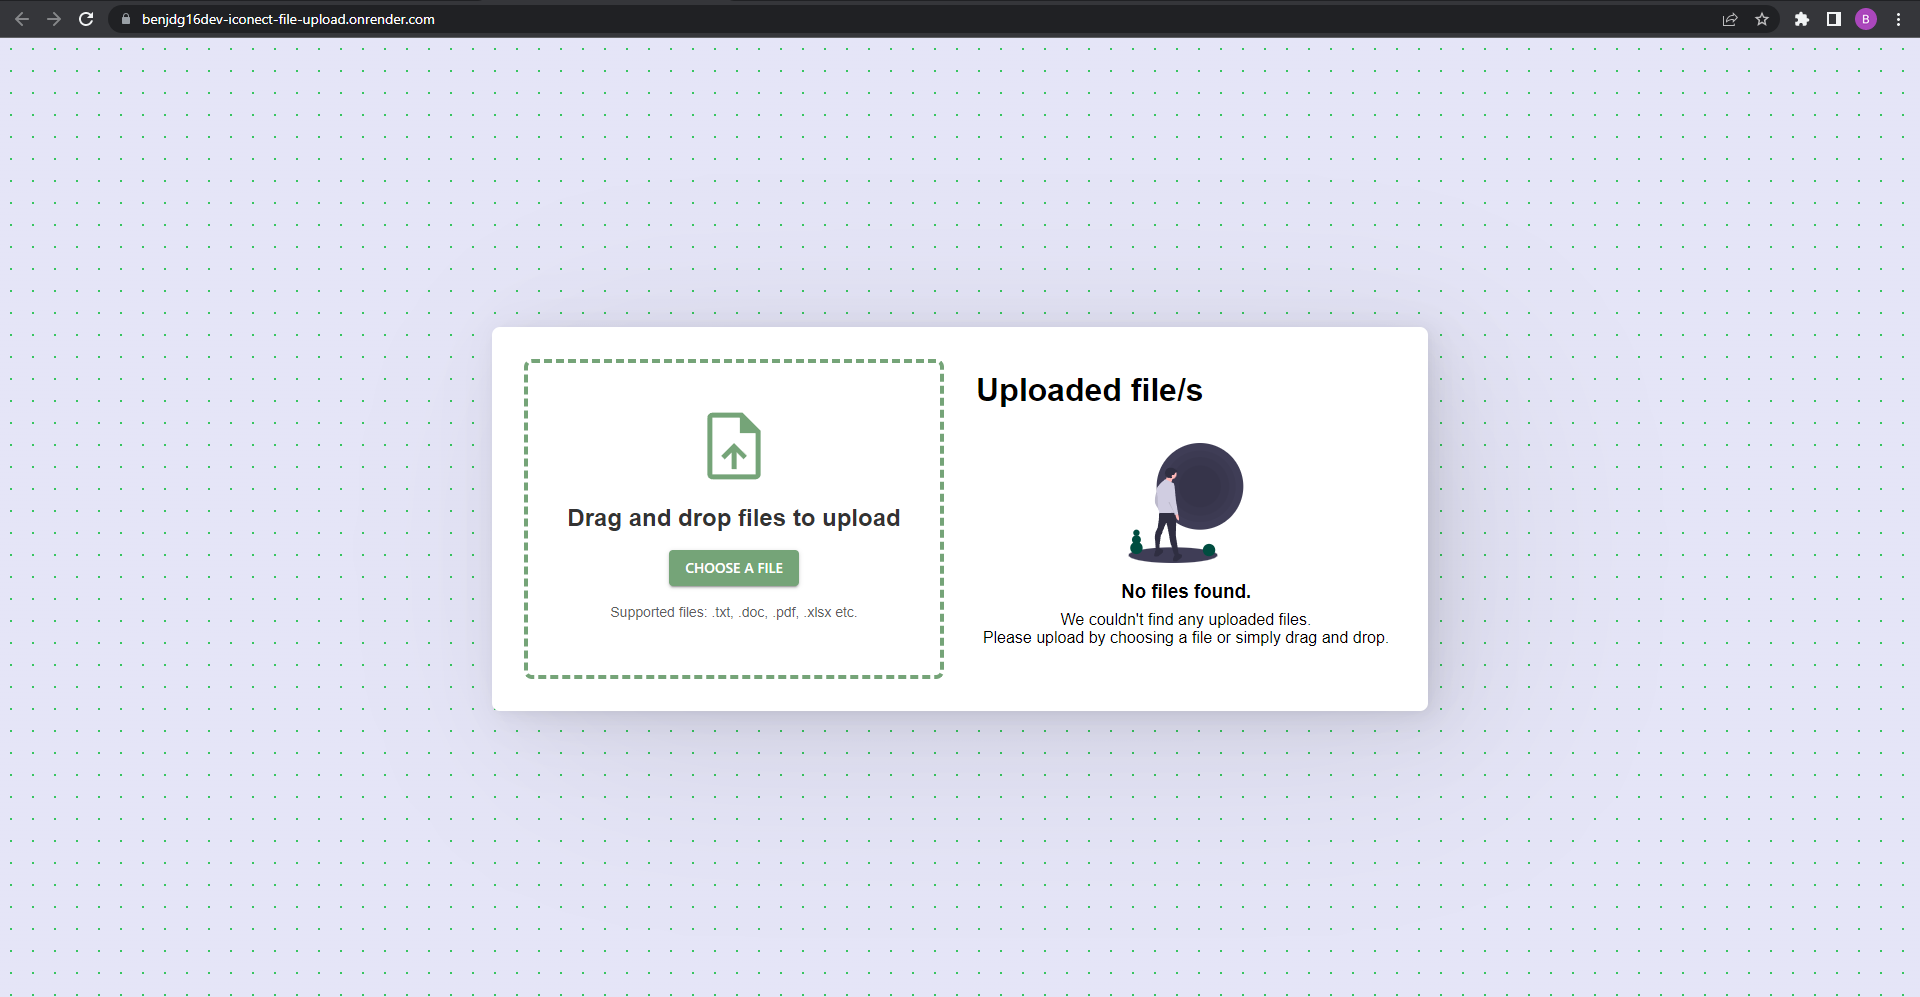 benjdg16dev-iconect-file-upload.onrender.com
B
Drag and drop files to upload
CHOOSE A FILE
Supported files: .txt, .doc, .pdf, .xlsx etc.
Uploaded file/s
No files found.
We couldn't find any uploaded files.
Please upload by choosing a file or simply drag and drop.